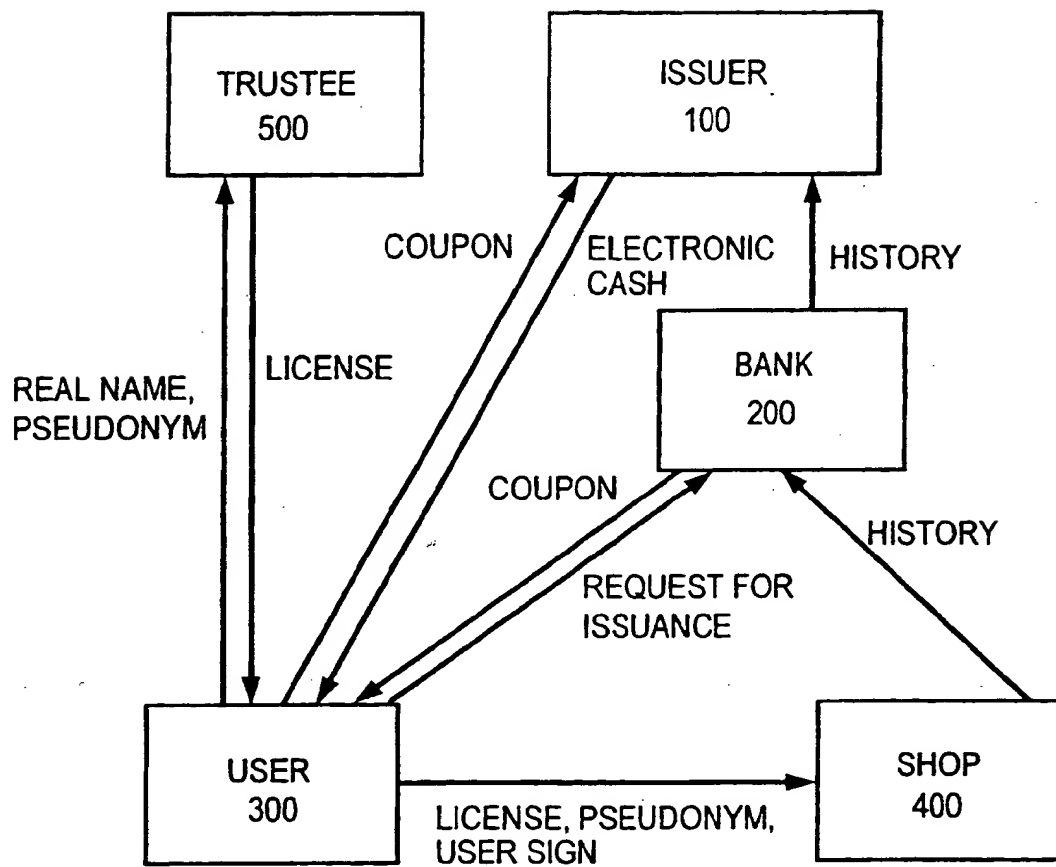 TRUSTEE
500
ISSUER
100
COUPON
ELECTRONIC
CASH
HISTORY
REAL NAME,
PSEUDONYM
LICENSE
BANK
200
COUPON
HISTORY
REQUEST FOR
ISSUANCE
USER
300
SHOP
400
LICENSE, PSEUDONYM,
USER SIGN